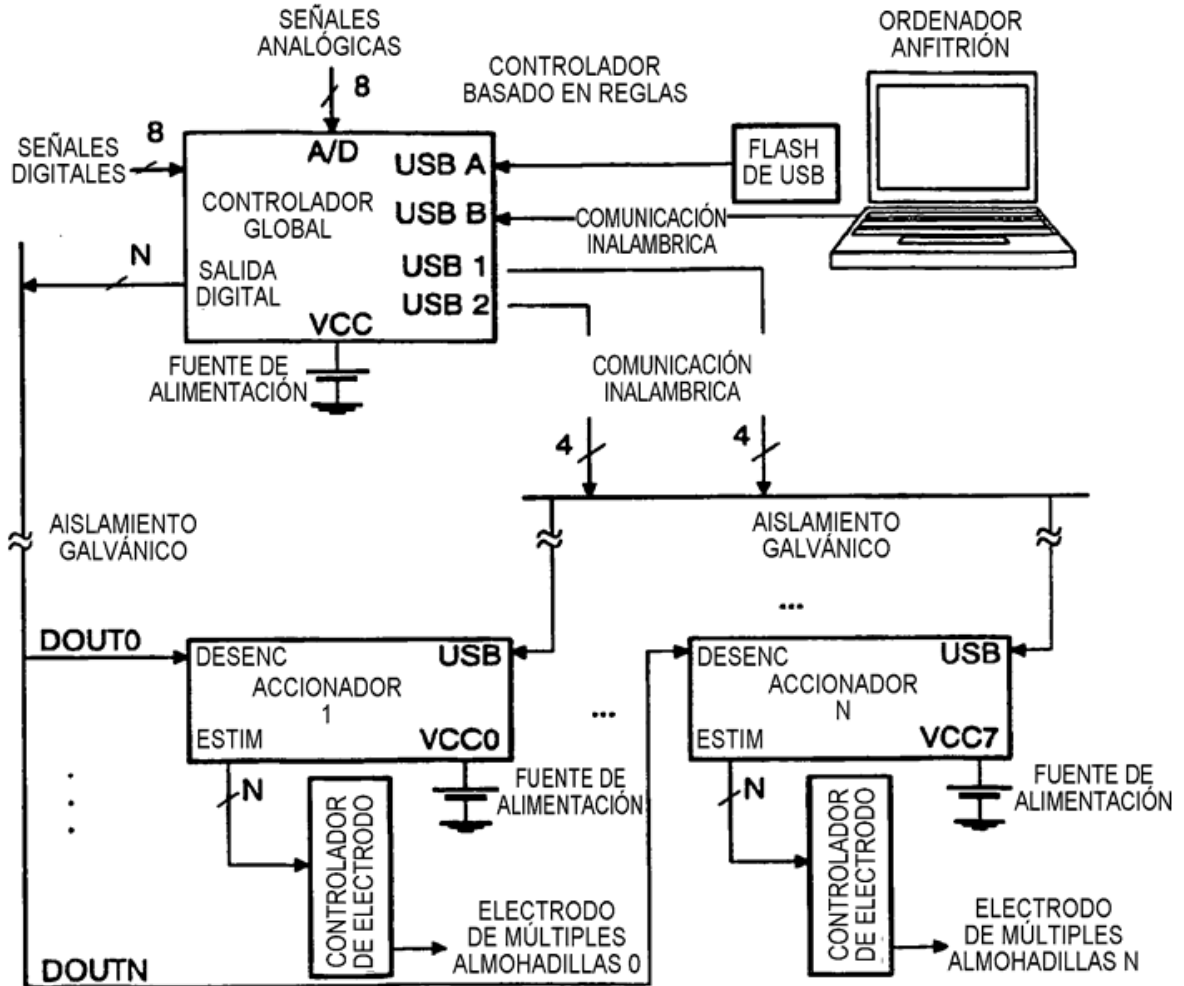 SEÑALES
ANALÓGICAS
8
ORDENADOR
ANFITRIÓN
CONTROLADOR
BASADO EN REGLAS
SEÑALES
DIGITALES
8
A/D
USB A
FLASH
DE USB
CONTROLADOR
GLOBAL
USB B
COMUNICACIÓN
INALAMBRICA
N
SALIDA
DIGITAL
USB 1
USB 2
VCC
FUENTE DE
ALIMENTACIÓN
COMUNICACIÓN
INALAMBRICA
4
4
AISLAMIENTO
GALVÁNICO
AISLAMIENTO
GALVÁNICO
...
DOUT0
DESENC
USB
ACCIONADOR
1
ESTIM
VCC0
...
DESENC
USB
ACCIONADOR
N
ESTIM
VCC7
N
FUENTE DE
ALIMENTACIÓN
CONTROLADOR
DE ELECTRODO
N
FUENTE DE
ALIMENTACIÓN
CONTROLADOR
DE ELECTRODO
ELECTRODO
DE MÚLTIPLES
ALMOHADILLAS 0
ELECTRODO
DE MÚLTIPLES
ALMOHADILLAS N
DOUTN